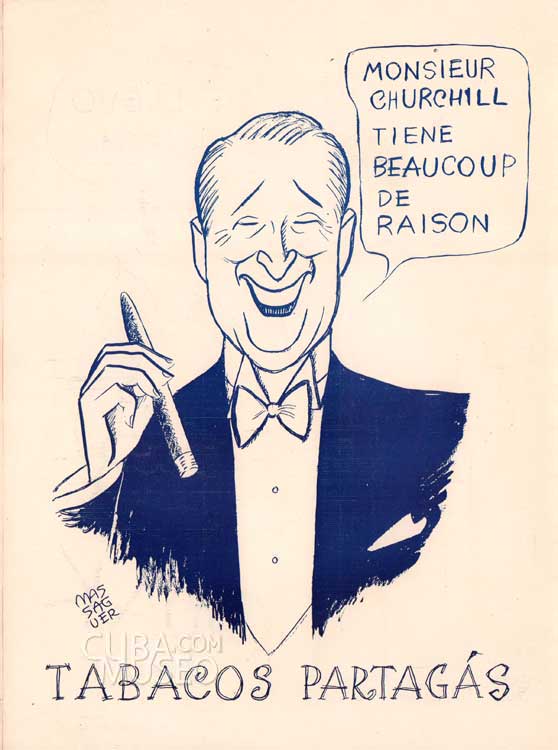 MONSIEUR
CHURCHILL
TIENE
BEAUCOUP
DE
RAISON
MAS
SAG
UER
CUBA.COM
MUSEO
TABACOS PARTAGÁS